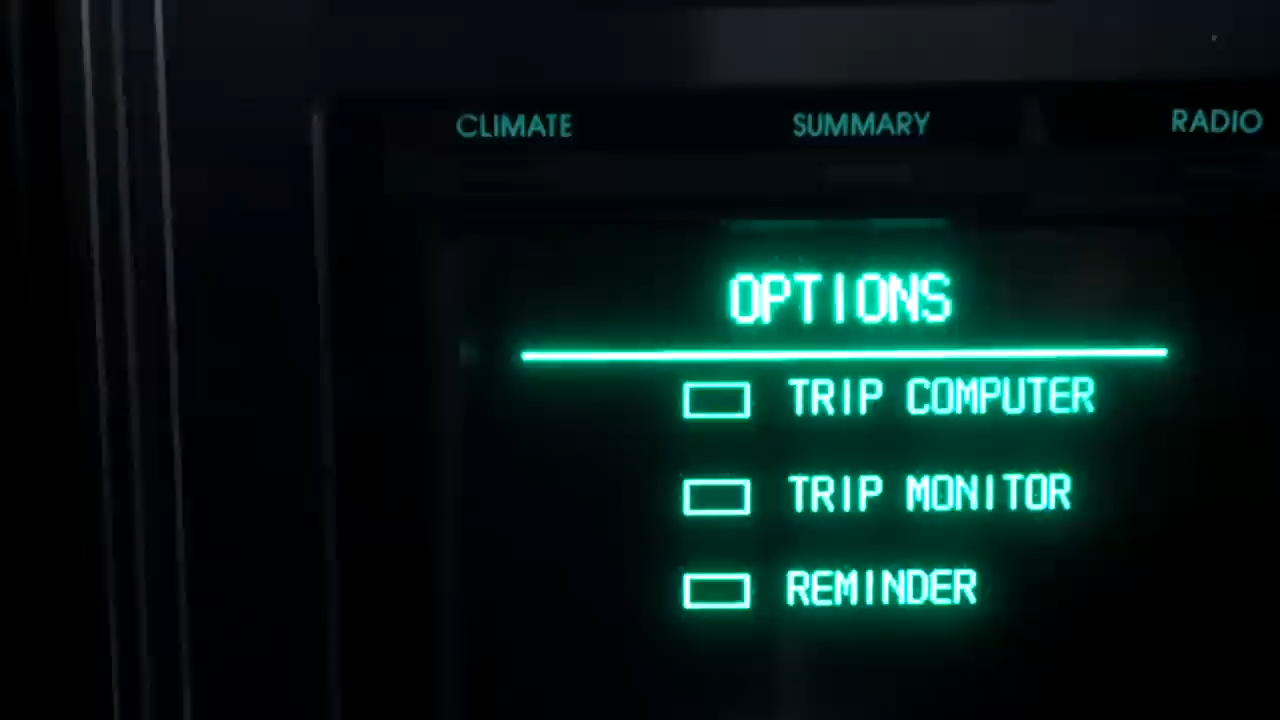 CLIMATE SUMMARY RADIO
OPTIONS
TRIP COMPUTER
TRIP MONITOR
REMINDER